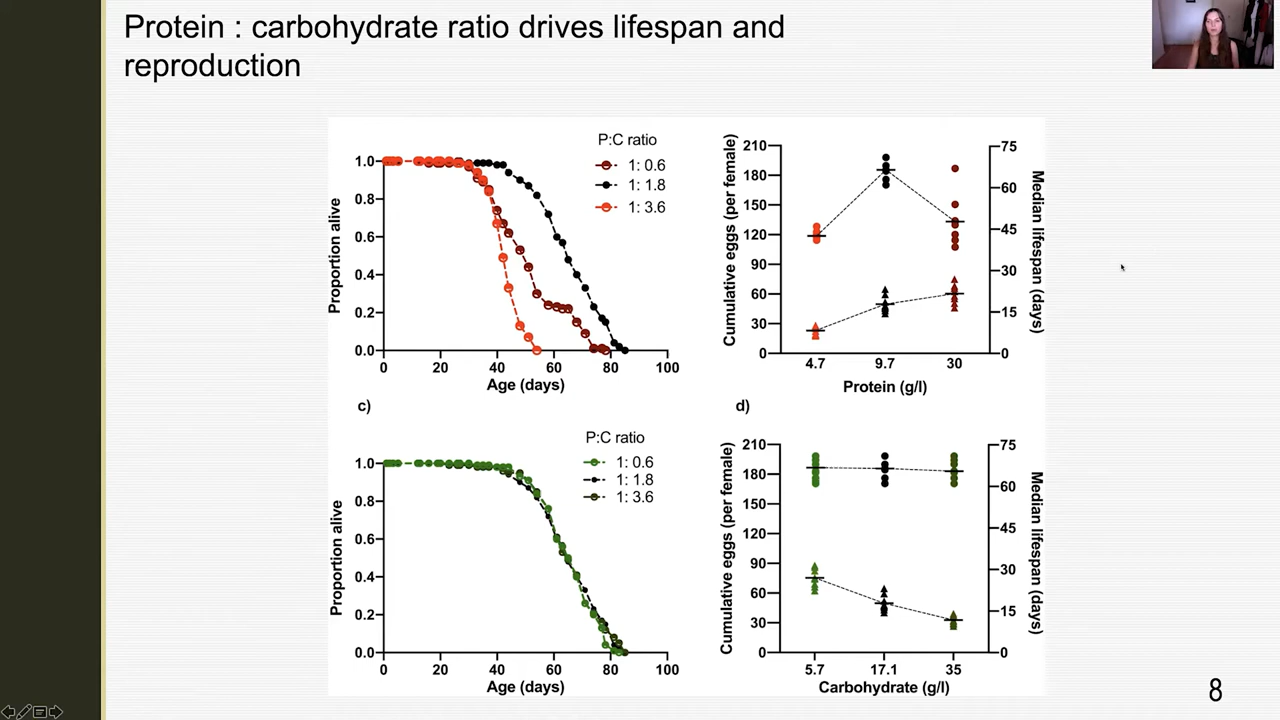 Protein : carbohydrate ratio drives lifespan and
reproduction
P:C ratio
1: 0.6
1: 1.8
1: 3.6
Proportion alive
1.0
0.8
0.6
0.4
0.2
0.0
0 20 40 60 80 100
Age (days)
Cumulative eggs (per female)
210
180
150
120
90
60
30
0
75
60
45
30
15
0
Median lifespan (days)
4.7 9.7 30
Protein (g/l)
c)
P:C ratio
1: 0.6
1: 1.8
1: 3.6
Proportion alive
1.0
0.8
0.6
0.4
0.2
0.0
0 20 40 60 80 100
Age (days)
d)
Cumulative eggs (per female)
210
180
150
120
90
60
30
0
75
60
45
30
15
0
Median lifespan (days)
5.7 17.1 35
Carbohydrate (g/l)
8